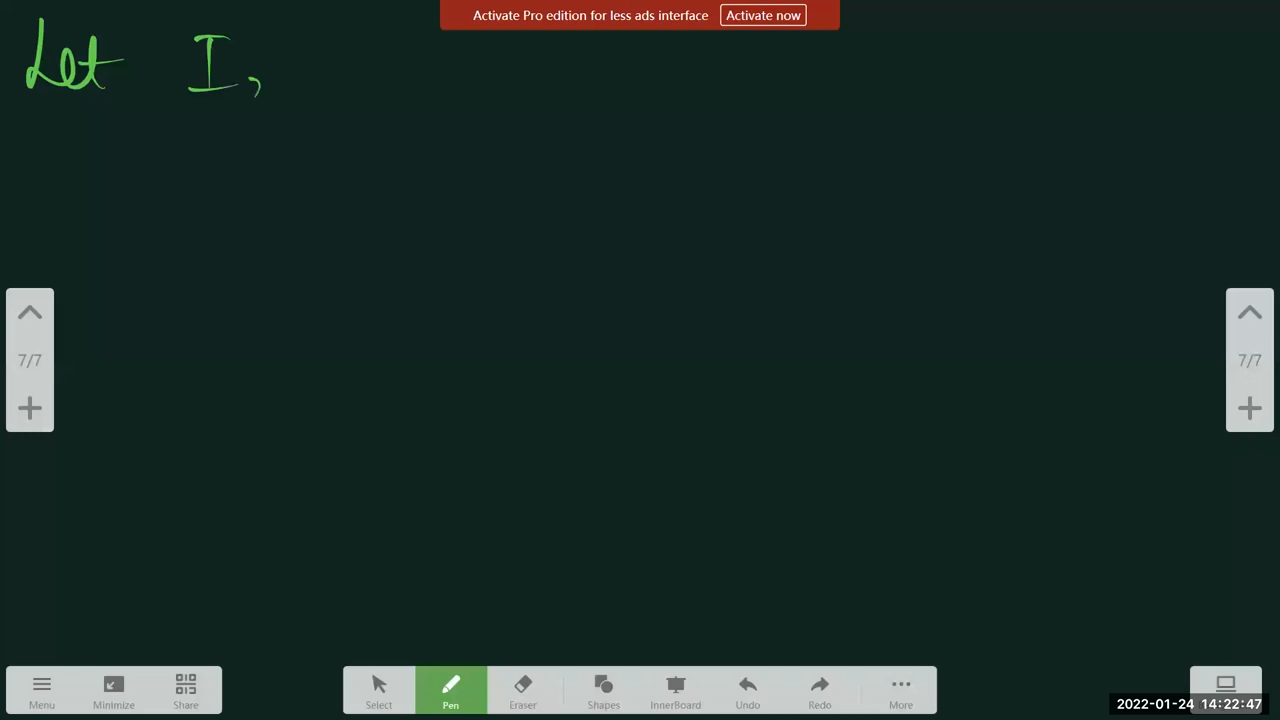 Activate Pro edition for less ads interface Activate now
Let I,
7/7 7/7
Menu Minimize Share Select Pen Eraser Shapes InnerBoard Undo Redo More
2022-01-24 14:22:47